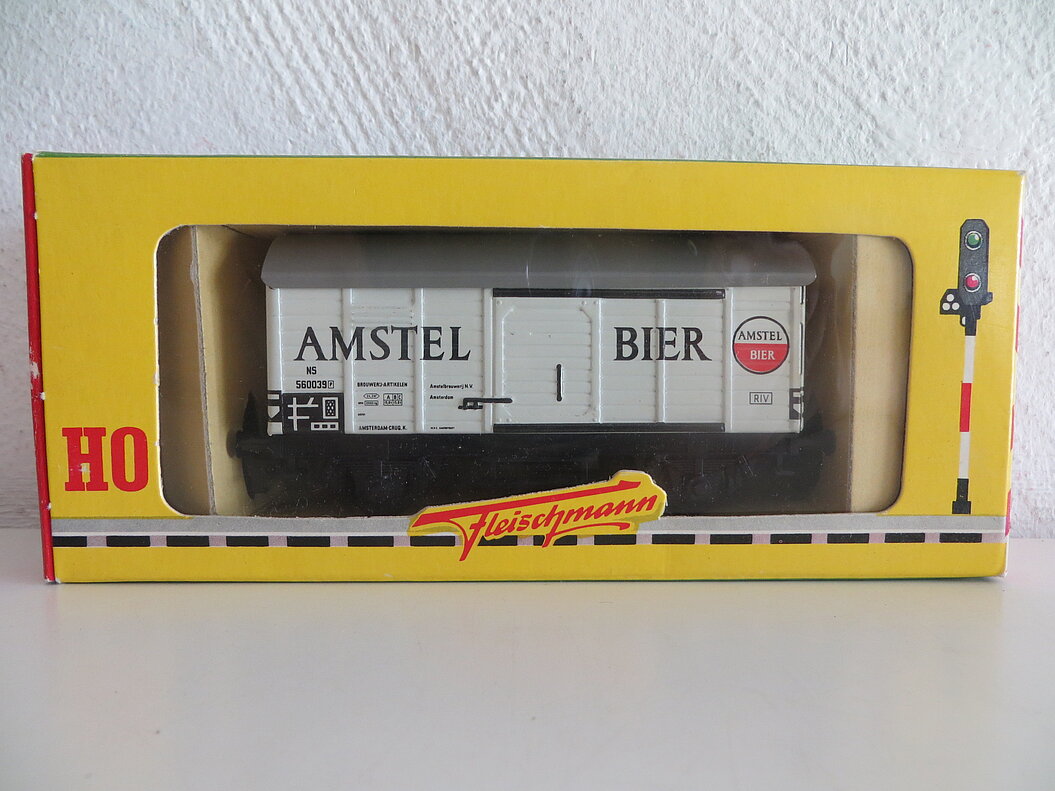 AMSTEL BIER
AMSTEL
BIER
NS
560039 P
BROUWERIJ-ARTIKELEN
Amstelbrouwerij N.V.
Amsterdam
AMSTERDAM-CRUQ. K.
RIV
HO
Fleischmann